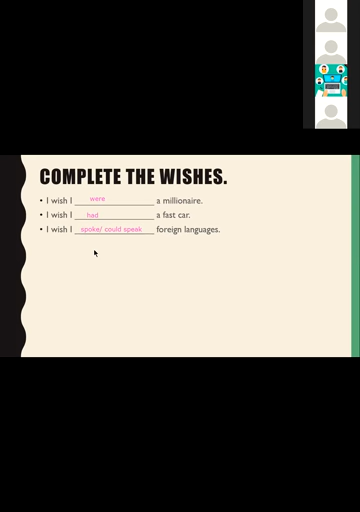 COMPLETE THE WISHES.
• I wish I were a millionaire.
• I wish I had a fast car.
• I wish I spoke/ could speak foreign languages.